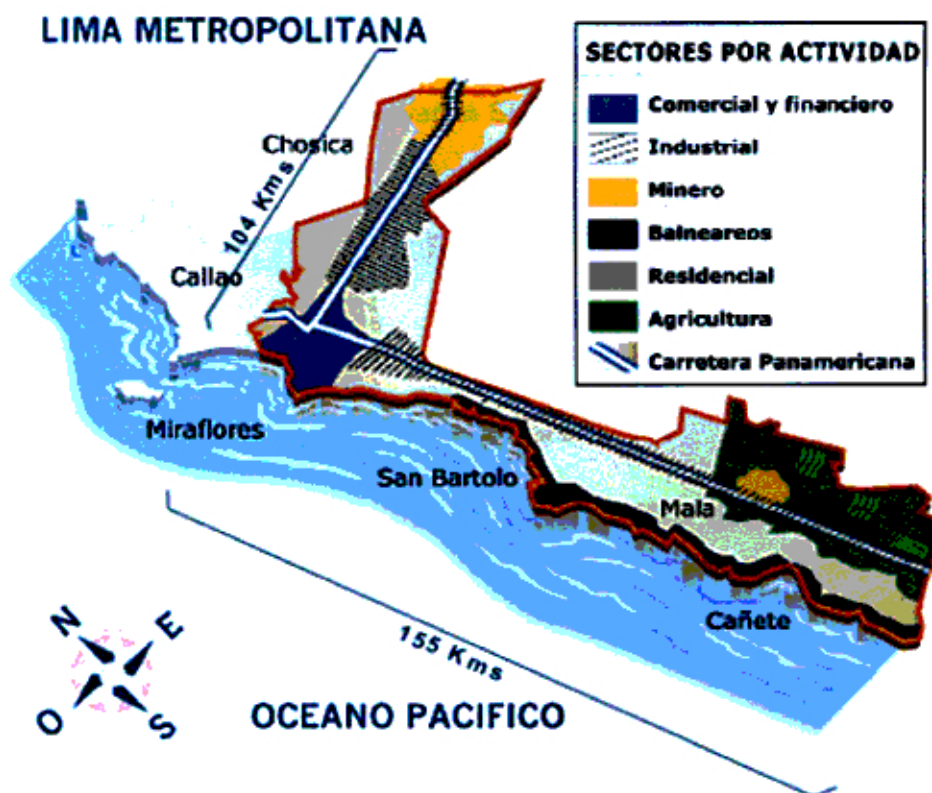 LIMA METROPOLITANA
SECTORES POR ACTIVIDAD
Comercial y financiero
Industrial
Minero
Balneareos
Residencial
Agricultura
Carretera Panamericana
Chosica
104 Kms
Callao
Miraflores
San Bartolo
Mala
Cañete
155 Kms
N
E
O
S
OCEANO PACIFICO